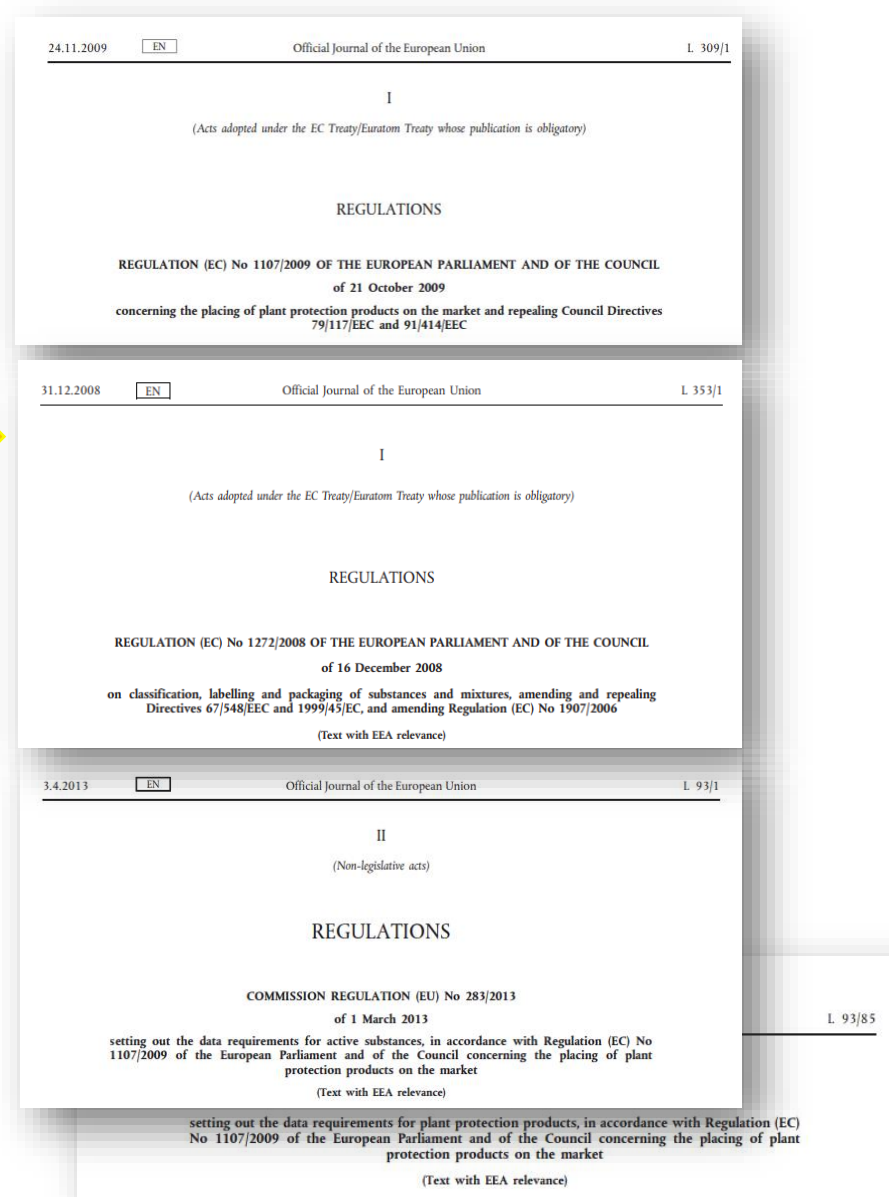 24.11.2009 EN Official Journal of the European Union L 309/1
I
(Acts adopted under the EC Treaty/Euratom Treaty whose publication is obligatory)
REGULATIONS
REGULATION (EC) No 1107/2009 OF THE EUROPEAN PARLIAMENT AND OF THE COUNCIL
of 21 October 2009
concerning the placing of plant protection products on the market and repealing Council Directives
79/117/EEC and 91/414/EEC
31.12.2008 EN Official Journal of the European Union L 353/1
I
(Acts adopted under the EC Treaty/Euratom Treaty whose publication is obligatory)
REGULATIONS
REGULATION (EC) No 1272/2008 OF THE EUROPEAN PARLIAMENT AND OF THE COUNCIL
of 16 December 2008
on classification, labelling and packaging of substances and mixtures, amending and repealing
Directives 67/548/EEC and 1999/45/EC, and amending Regulation (EC) No 1907/2006
(Text with EEA relevance)
3.4.2013 EN Official Journal of the European Union L 93/1
II
(Non-legislative acts)
REGULATIONS
COMMISSION REGULATION (EU) No 283/2013
of 1 March 2013
setting out the data requirements for active substances, in accordance with Regulation (EC) No
1107/2009 of the European Parliament and of the Council concerning the placing of plant
protection products on the market
(Text with EEA relevance)
L 93/85
setting out the data requirements for plant protection products, in accordance with Regulation (EC)
No 1107/2009 of the European Parliament and of the Council concerning the placing of plant
protection products on the market
(Text with EEA relevance)